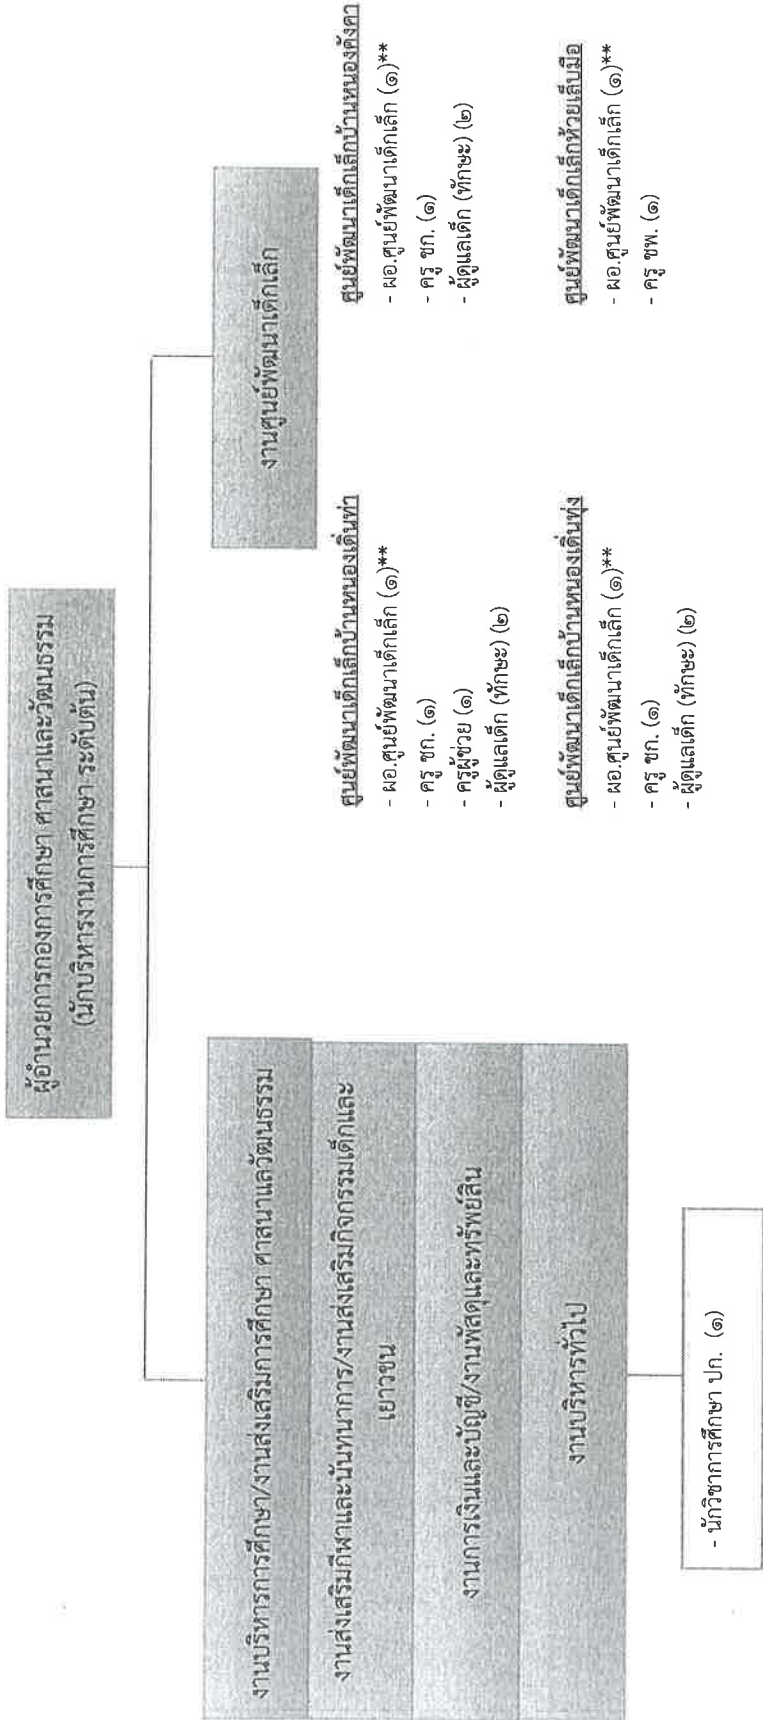 ผู้อำนวยการกองการศึกษา ศาสนาและวัฒนธรรม
(นักบริหารงานการศึกษา ระดับต้น)
งานบริหารการศึกษา/งานส่งเสริมการศึกษา ศาสนาแลวัฒนธรรม
งานส่งเสริมกีฬาและนันทนาการ/งานส่งเสริมกิจกรรมเด็กและ
เยาวชน
งานการเงินและบัญชี/งานพัสดุและทรัพย์สิน
งานบริหารทั่วไป
- นักวิชาการศึกษา ปก. (๑)
งานศูนย์พัฒนาเด็กเล็ก
ศูนย์พัฒนาเด็กเล็กบ้านหนองเดิ่นท่า
- ผอ.ศูนย์พัฒนาเด็กเล็ก (๑)**
- ครู ชก. (๑)
- ครูผู้ช่วย (๑)
- ผู้ดูแลเด็ก (ทักษะ) (๒)
ศูนย์พัฒนาเด็กเล็กบ้านหนองคังคา
- ผอ.ศูนย์พัฒนาเด็กเล็ก (๑)**
- ครู ชก. (๑)
- ผู้ดูแลเด็ก (ทักษะ) (๒)
ศูนย์พัฒนาเด็กเล็กบ้านหนองเดิ่นทุ่ง
- ผอ.ศูนย์พัฒนาเด็กเล็ก (๑)**
- ครู ชก. (๑)
- ผู้ดูแลเด็ก (ทักษะ) (๒)
ศูนย์พัฒนาเด็กเล็กห้วยเล็บมือ
- ผอ.ศูนย์พัฒนาเด็กเล็ก (๑)**
- ครู ชพ. (๑)